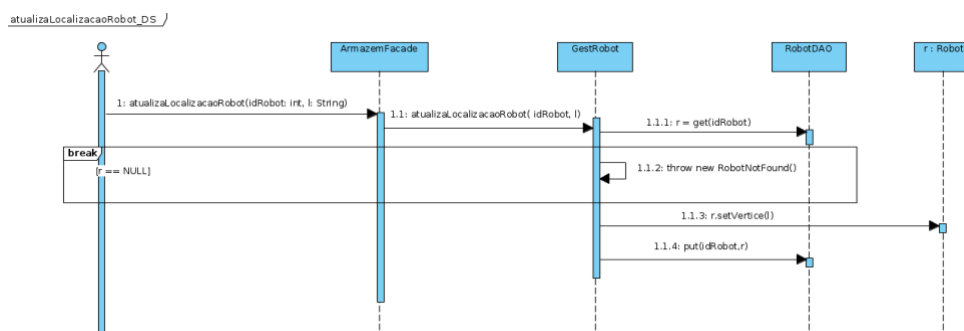 atualizaLocalizacaoRobot_DS
ArmazemFacade
GestRobot
RobotDAO
r : Robot
1: atualizaLocalizacaoRobot(idRobot: int, l: String)
1.1: atualizaLocalizacaoRobot( idRobot, l)
1.1.1: r = get(idRobot)
break
[r == NULL]
1.1.2: throw new RobotNotFound()
1.1.3: r.setVertice(l)
1.1.4: put(idRobot,r)